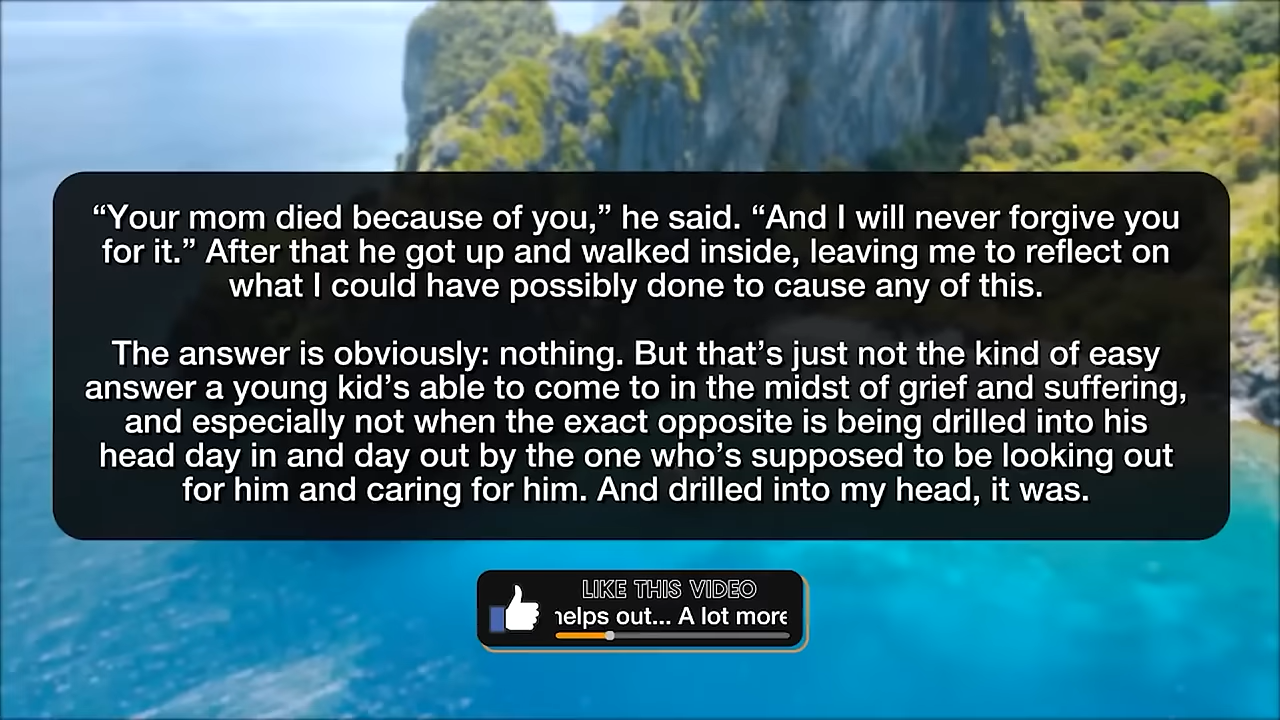 “Your mom died because of you,” he said. “And I will never forgive you
for it.” After that he got up and walked inside, leaving me to reflect on
what I could have possibly done to cause any of this.
The answer is obviously: nothing. But that’s just not the kind of easy
answer a young kid’s able to come to in the midst of grief and suffering,
and especially not when the exact opposite is being drilled into his
head day in and day out by the one who’s supposed to be looking out
for him and caring for him. And drilled into my head, it was.
LIKE THIS VIDEO
helps out... A lot more